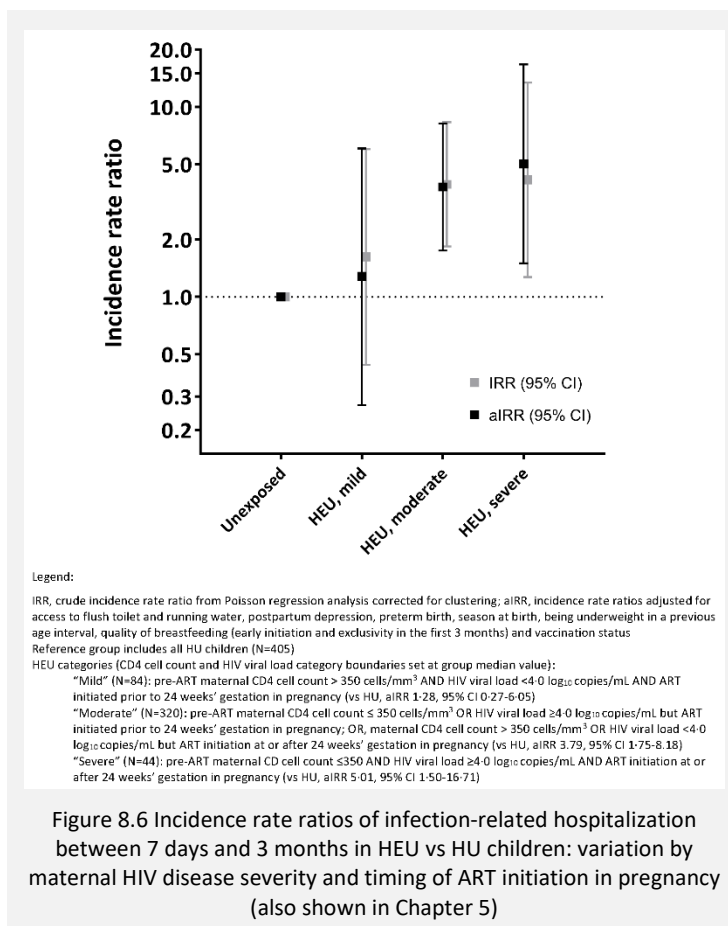 20.0
15.0
10.0
5.0
2.0
1.0
0.5
0.3
0.2
Incidence rate ratio
IRR (95% CI)
aIRR (95% CI)
Unexposed
HEU, mild
HEU, moderate
HEU, severe
Legend:
IRR, crude incidence rate ratio from Poisson regression analysis corrected for clustering; aIRR, incidence rate ratios adjusted for
access to flush toilet and running water, postpartum depression, preterm birth, season at birth, being underweight in a previous
age interval, quality of breastfeeding (early initiation and exclusivity in the first 3 months) and vaccination status
Reference group includes all HU children (N=405)
HEU categories (CD4 cell count and HIV viral load category boundaries set at group median value):
"Mild" (N=84): pre-ART maternal CD4 cell count > 350 cells/mm³ AND HIV viral load <4·0 log₁₀ copies/mL AND ART
initiated prior to 24 weeks' gestation in pregnancy (vs HU, aIRR 1·28, 95% CI 0·27-6·05)
"Moderate" (N=320): pre-ART maternal CD4 cell count ≤ 350 cells/mm³ OR HIV viral load ≥4·0 log₁₀ copies/mL but ART
initiated prior to 24 weeks' gestation in pregnancy; OR, maternal CD4 cell count > 350 cells/mm³ OR HIV viral load <4·0
log₁₀ copies/mL but ART initiation at or after 24 weeks' gestation in pregnancy (vs HU, aIRR 3.79, 95% CI 1·75-8.18)
"Severe" (N=44): pre-ART maternal CD cell count ≤350 AND HIV viral load ≥4·0 log₁₀ copies/mL AND ART initiation at or
after 24 weeks' gestation in pregnancy (vs HU, aIRR 5·01, 95% CI 1·50-16·71)
Figure 8.6 Incidence rate ratios of infection-related hospitalization
between 7 days and 3 months in HEU vs HU children: variation by
maternal HIV disease severity and timing of ART initiation in pregnancy
(also shown in Chapter 5)